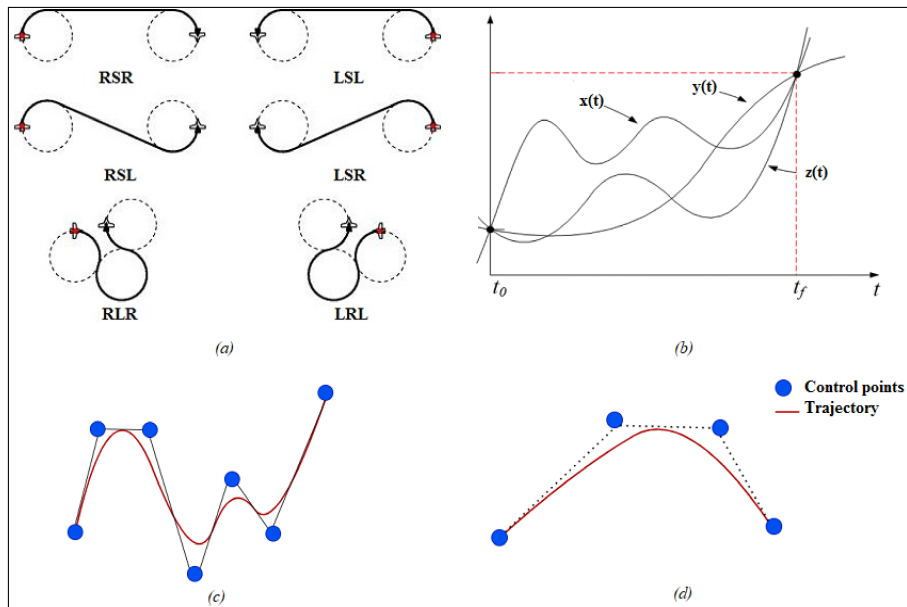 RSR
LSL
RSL
LSR
RLR
LRL
(a)
x(t)
y(t)
z(t)
t0
tf
t
(b)
(c)
Control points
Trajectory
(d)